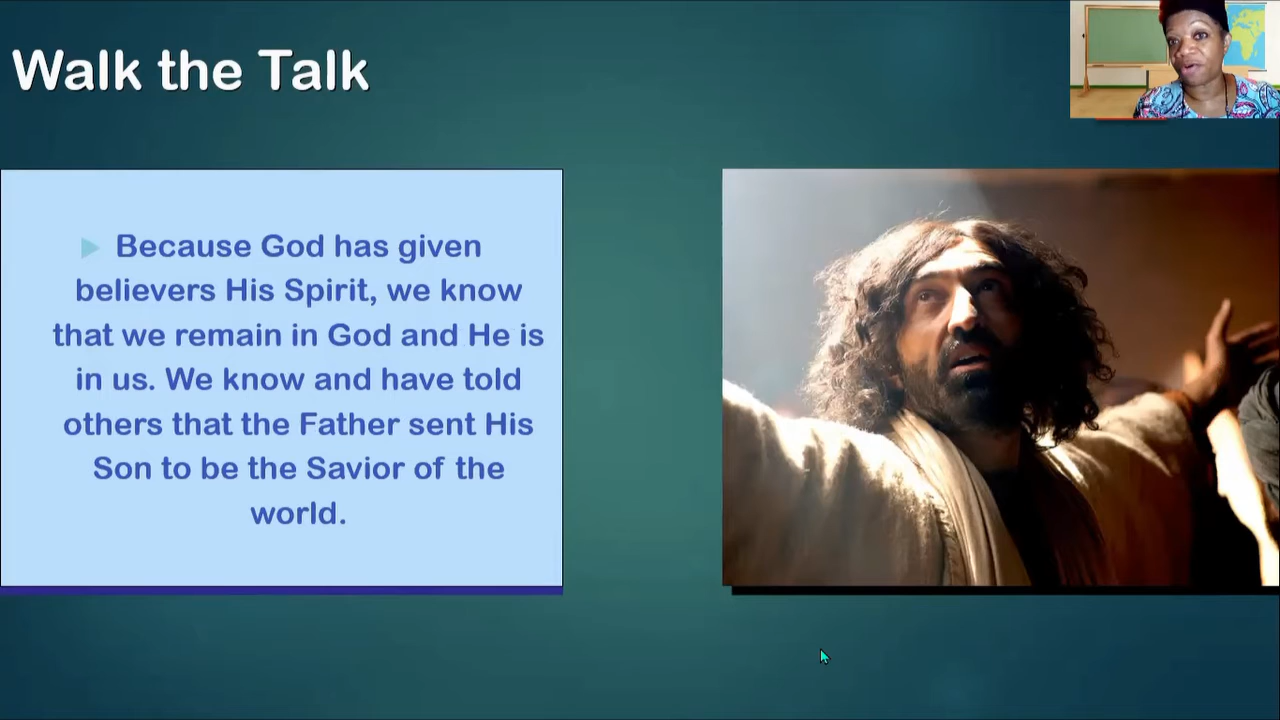 Walk the Talk
Because God has given
believers His Spirit, we know
that we remain in God and He is
in us. We know and have told
others that the Father sent His
Son to be the Savior of the
world.